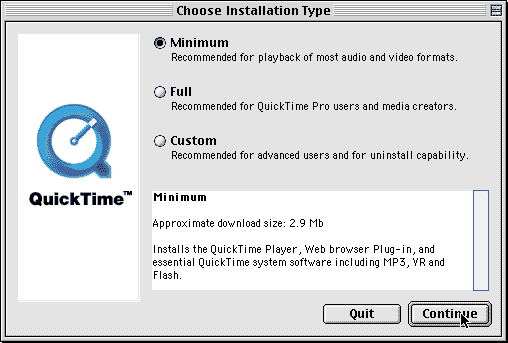 Choose Installation Type
Minimum
Recommended for playback of most audio and video formats.
Full
Recommended for QuickTime Pro users and media creators.
Custom
Recommended for advanced users and for uninstall capability.
QuickTime™
Minimum
Approximate download size: 2.9 Mb
Installs the QuickTime Player, Web browser Plug-in, and
essential QuickTime system software including MP3, VR and
Flash.
Quit
Continue